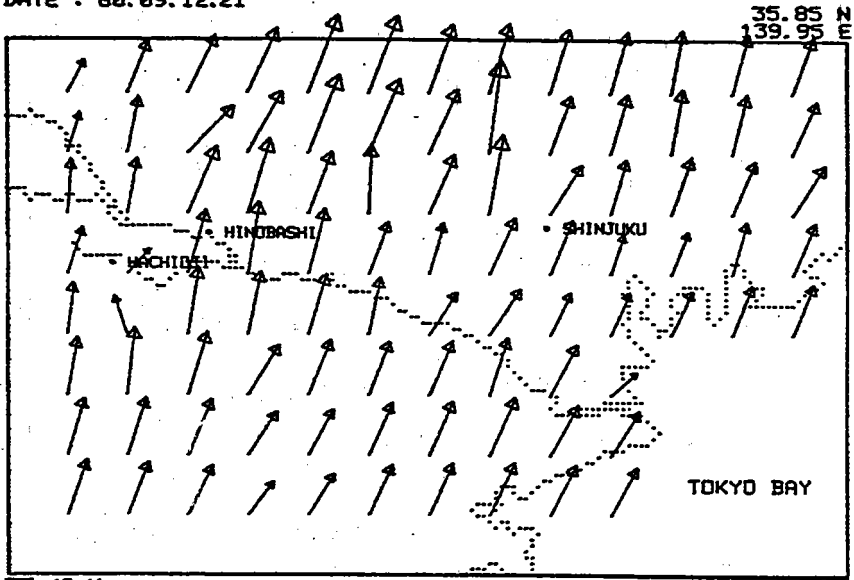 35.85 N
139.95 E
HINOBASHI
SHINJUKU
HACHIOJI
TOKYO BAY